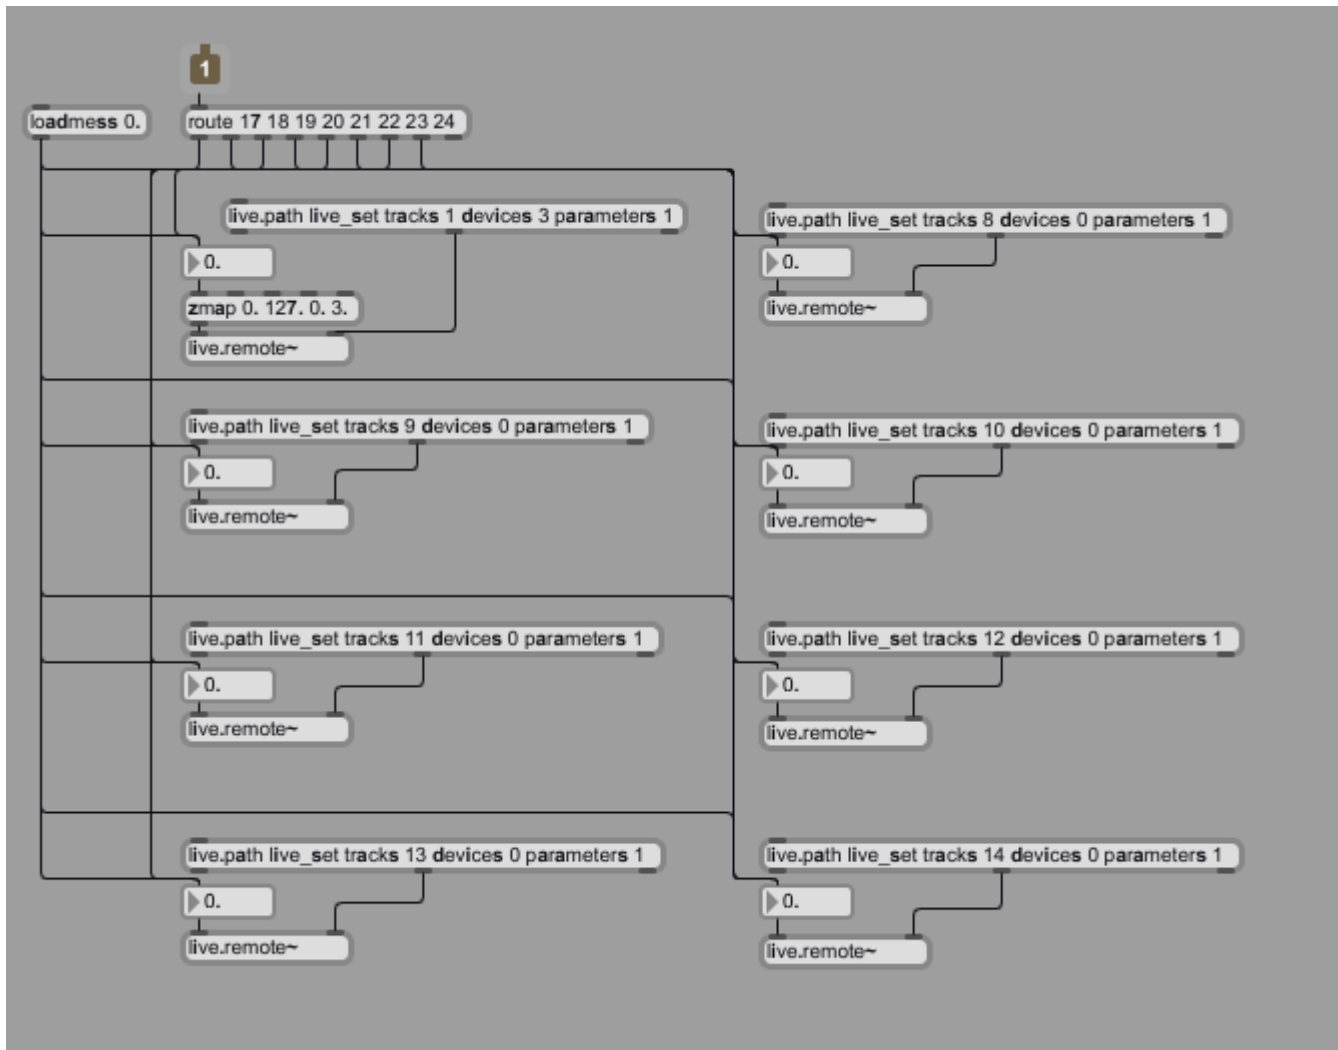 1
loadmess 0.
route 17 18 19 20 21 22 23 24
live.path live_set tracks 1 devices 3 parameters 1
live.path live_set tracks 8 devices 0 parameters 1
0.
0.
zmap 0. 127. 0. 3.
live.remote~
live.remote~
live.path live_set tracks 9 devices 0 parameters 1
live.path live_set tracks 10 devices 0 parameters 1
0.
0.
live.remote~
live.remote~
live.path live_set tracks 11 devices 0 parameters 1
live.path live_set tracks 12 devices 0 parameters 1
0.
0.
live.remote~
live.remote~
live.path live_set tracks 13 devices 0 parameters 1
live.path live_set tracks 14 devices 0 parameters 1
0.
0.
live.remote~
live.remote~